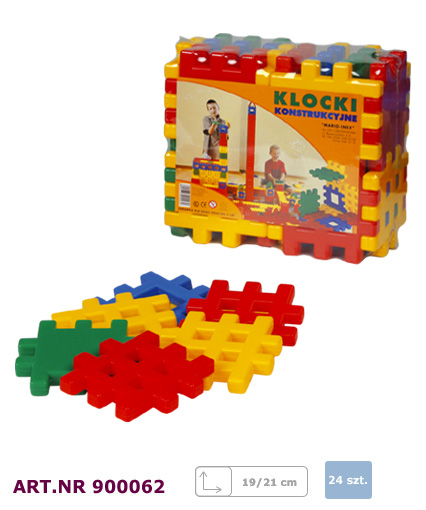 KLOCKI
KONSTRUKCYJNE
"MARIO-INEX"
ART.NR 900062
19/21 cm
24 szt.